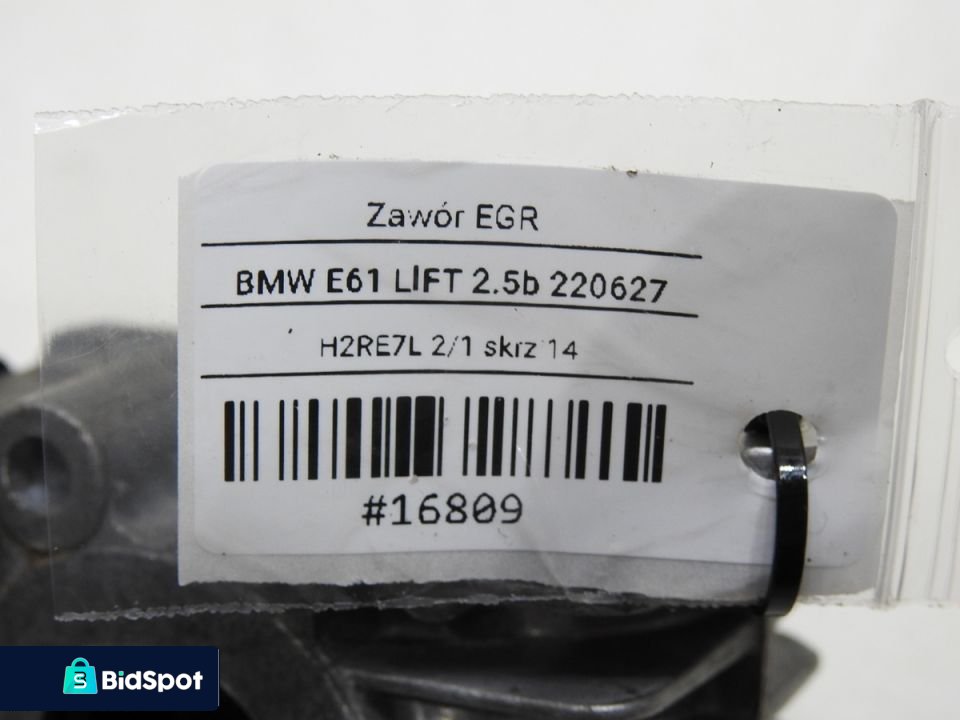 Zawór EGR
BMW E61 LIFT 2.5b 220627
H2RE7L 2/1 skrz 14
#16809
BidSpot